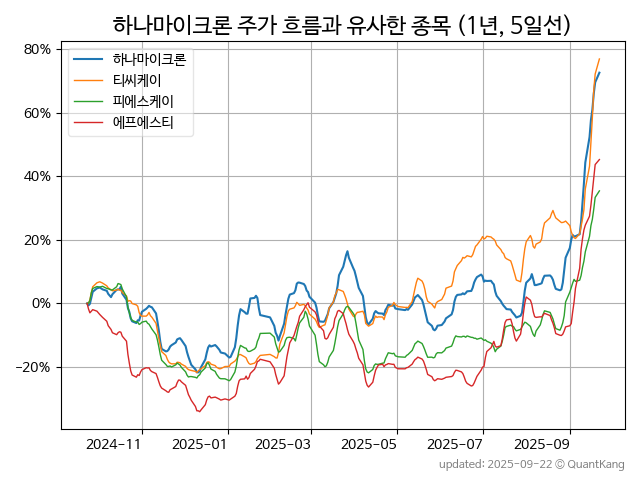 하나마이크론 주가 흐름과 유사한 종목 (1년, 5일선)
하나마이크론
티씨케이
피에스케이
에프에스티
80%
60%
40%
20%
0%
−20%
2024-11 2025-01 2025-03 2025-05 2025-07 2025-09
updated: 2025-09-22 © QuantKang